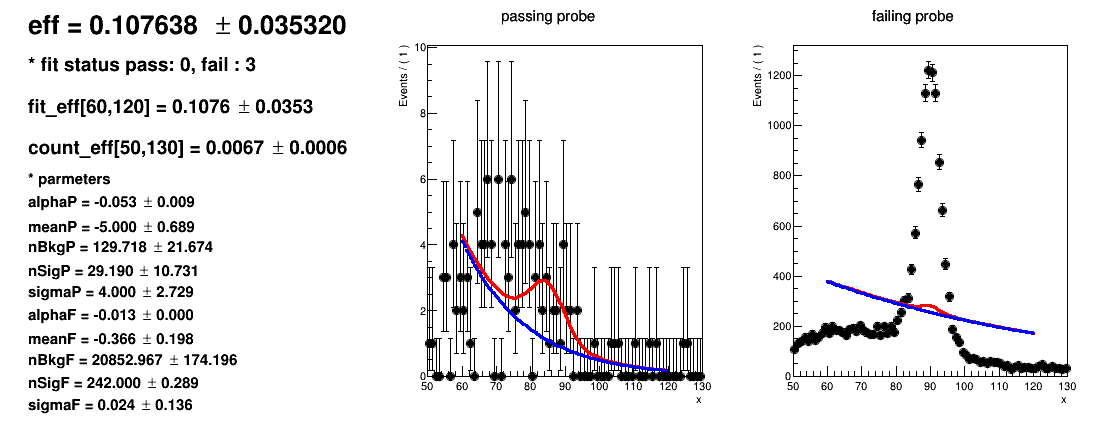 eff = 0.107638 ± 0.035320
* fit status pass: 0, fail : 3
fit_eff[60,120] = 0.1076 ± 0.0353
count_eff[50,130] = 0.0067 ± 0.0006
* parmeters
alphaP = -0.053 ± 0.009
meanP = -5.000 ± 0.689
nBkgP = 129.718 ± 21.674
nSigP = 29.190 ± 10.731
sigmaP = 4.000 ± 2.729
alphaF = -0.013 ± 0.000
meanF = -0.366 ± 0.198
nBkgF = 20852.967 ± 174.196
nSigF = 242.000 ± 0.289
sigmaF = 0.024 ± 0.136
passing probe
Events / ( 1 )
10
8
6
4
2
0
50 60 70 80 90 100 110 120 130
x
failing probe
Events / ( 1 )
1200
1000
800
600
400
200
0
50 60 70 80 90 100 110 120 130
x